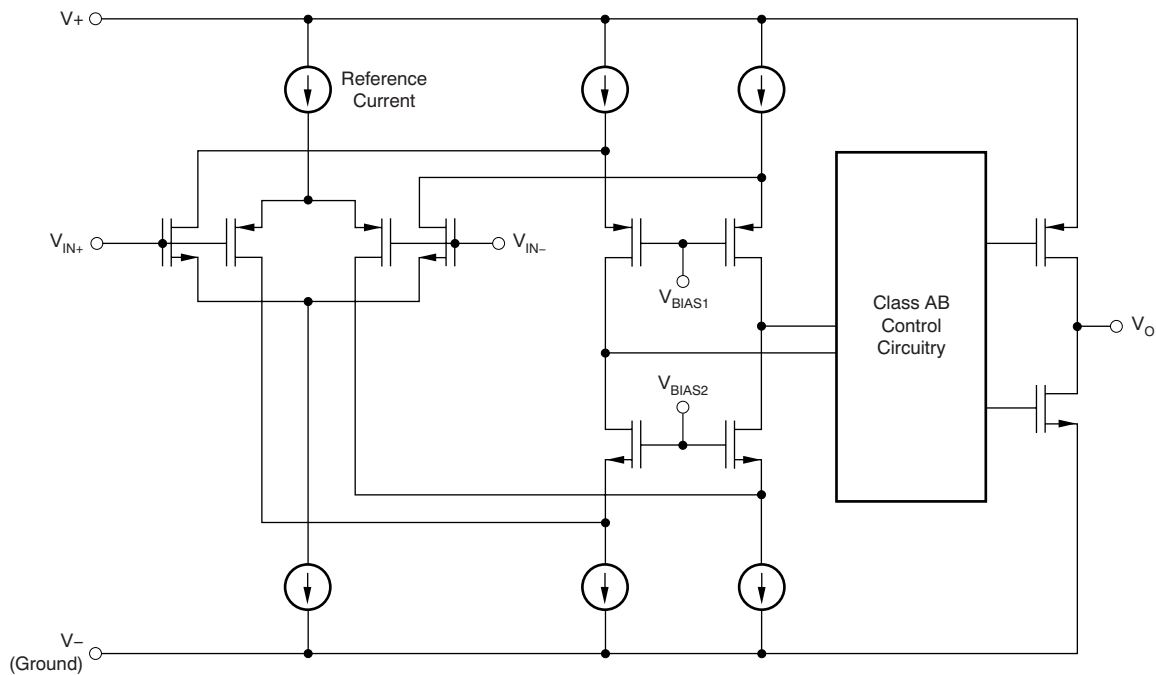 V+
Reference
Current
V_IN+
V_IN−
V_BIAS1
Class AB
Control
Circuitry
V_O
V_BIAS2
V−
(Ground)